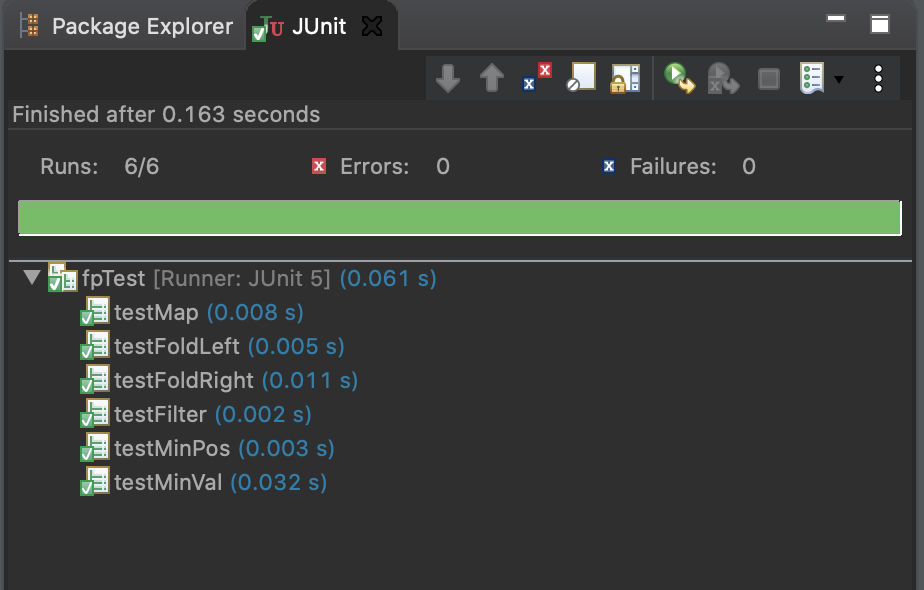 Package Explorer JUnit
Finished after 0.163 seconds
Runs: 6/6 Errors: 0 Failures: 0
fpTest [Runner: JUnit 5] (0.061 s)
testMap (0.008 s)
testFoldLeft (0.005 s)
testFoldRight (0.011 s)
testFilter (0.002 s)
testMinPos (0.003 s)
testMinVal (0.032 s)